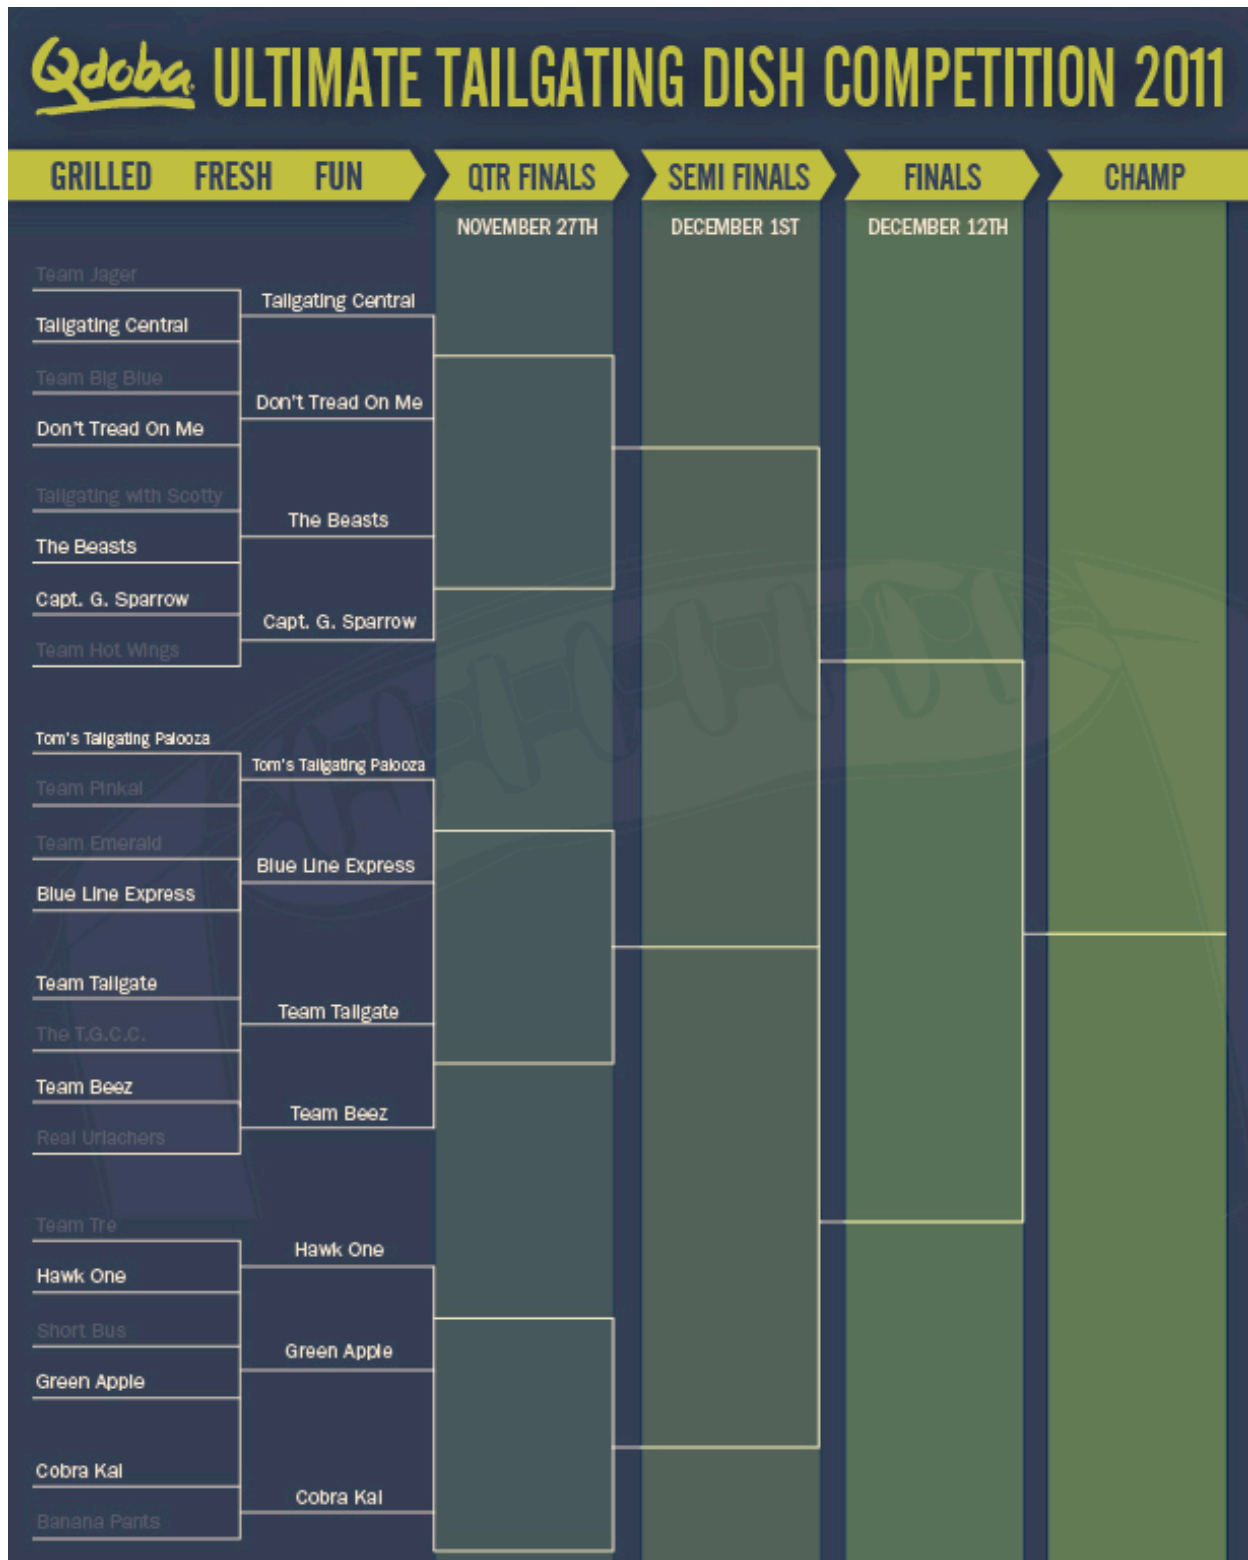 Qdoba. ULTIMATE TAILGATING DISH COMPETITION 2011
GRILLED FRESH FUN QTR FINALS SEMI FINALS FINALS CHAMP
NOVEMBER 27TH DECEMBER 1ST DECEMBER 12TH
Team Jager
Tailgating Central
Tailgating Central
Team Big Blue
Don't Tread On Me
Don't Tread On Me
Tailgating with Scotty
The Beasts
The Beasts
Capt. G. Sparrow
Capt. G. Sparrow
Team Hot Wings
Tom's Tailgating Palooza
Tom's Tailgating Palooza
Team Pinkal
Team Emerald
Blue Line Express
Blue Line Express
Team Tailgate
Team Tailgate
The T.G.C.C.
Team Beez
Team Beez
Real Urlachers
Team Tre
Hawk One
Hawk One
Short Bus
Green Apple
Green Apple
Cobra Kai
Cobra Kai
Banana Pants